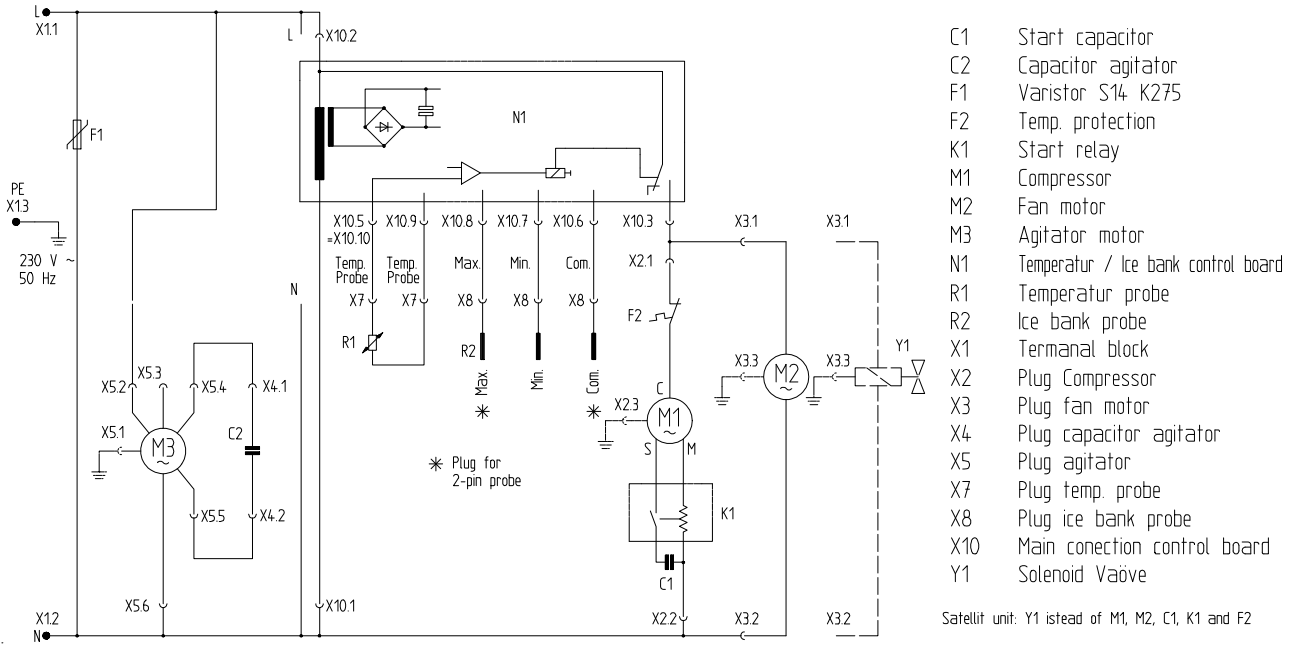 L
X1.1
L
X10.2
F1
N1
PE
X1.3
230 V ~
50 Hz
X10.5
=X10.10
X10.9
X10.8
X10.7
X10.6
X10.3
X3.1
X3.1
Temp.
Probe
Temp.
Probe
Max.
Min.
Com.
X2.1
N
X7
X7
X8
X8
X8
F2
R1
R2
Y1
X3.3
M2
~
X3.3
Max.
Min.
Com.
X5.2
X5.3
X5.4
X4.1
C
X2.3
M1
~
X5.1
M3
~
C2
S
M
✳ Plug for
2-pin probe
K1
X5.5
X4.2
C1
X5.6
X10.1
X1.2
N
X2.2
X3.2
X3.2
C1 Start capacitor
C2 Capacitor agitator
F1 Varistor S14 K275
F2 Temp. protection
K1 Start relay
M1 Compressor
M2 Fan motor
M3 Agitator motor
N1 Temperatur / Ice bank control board
R1 Temperatur probe
R2 Ice bank probe
X1 Termanal block
X2 Plug Compressor
X3 Plug fan motor
X4 Plug capacitor agitator
X5 Plug agitator
X7 Plug temp. probe
X8 Plug ice bank probe
X10 Main conection control board
Y1 Solenoid Vaöve
Satellit unit: Y1 istead of M1, M2, C1, K1 and F2